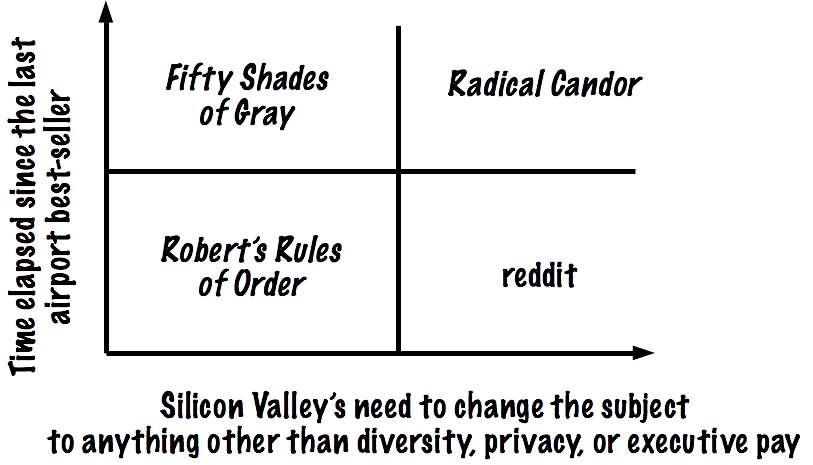 Time elapsed since the last
airport best-seller
Fifty Shades
of Gray
Radical Candor
Robert's Rules
of Order
reddit
Silicon Valley's need to change the subject
to anything other than diversity, privacy, or executive pay